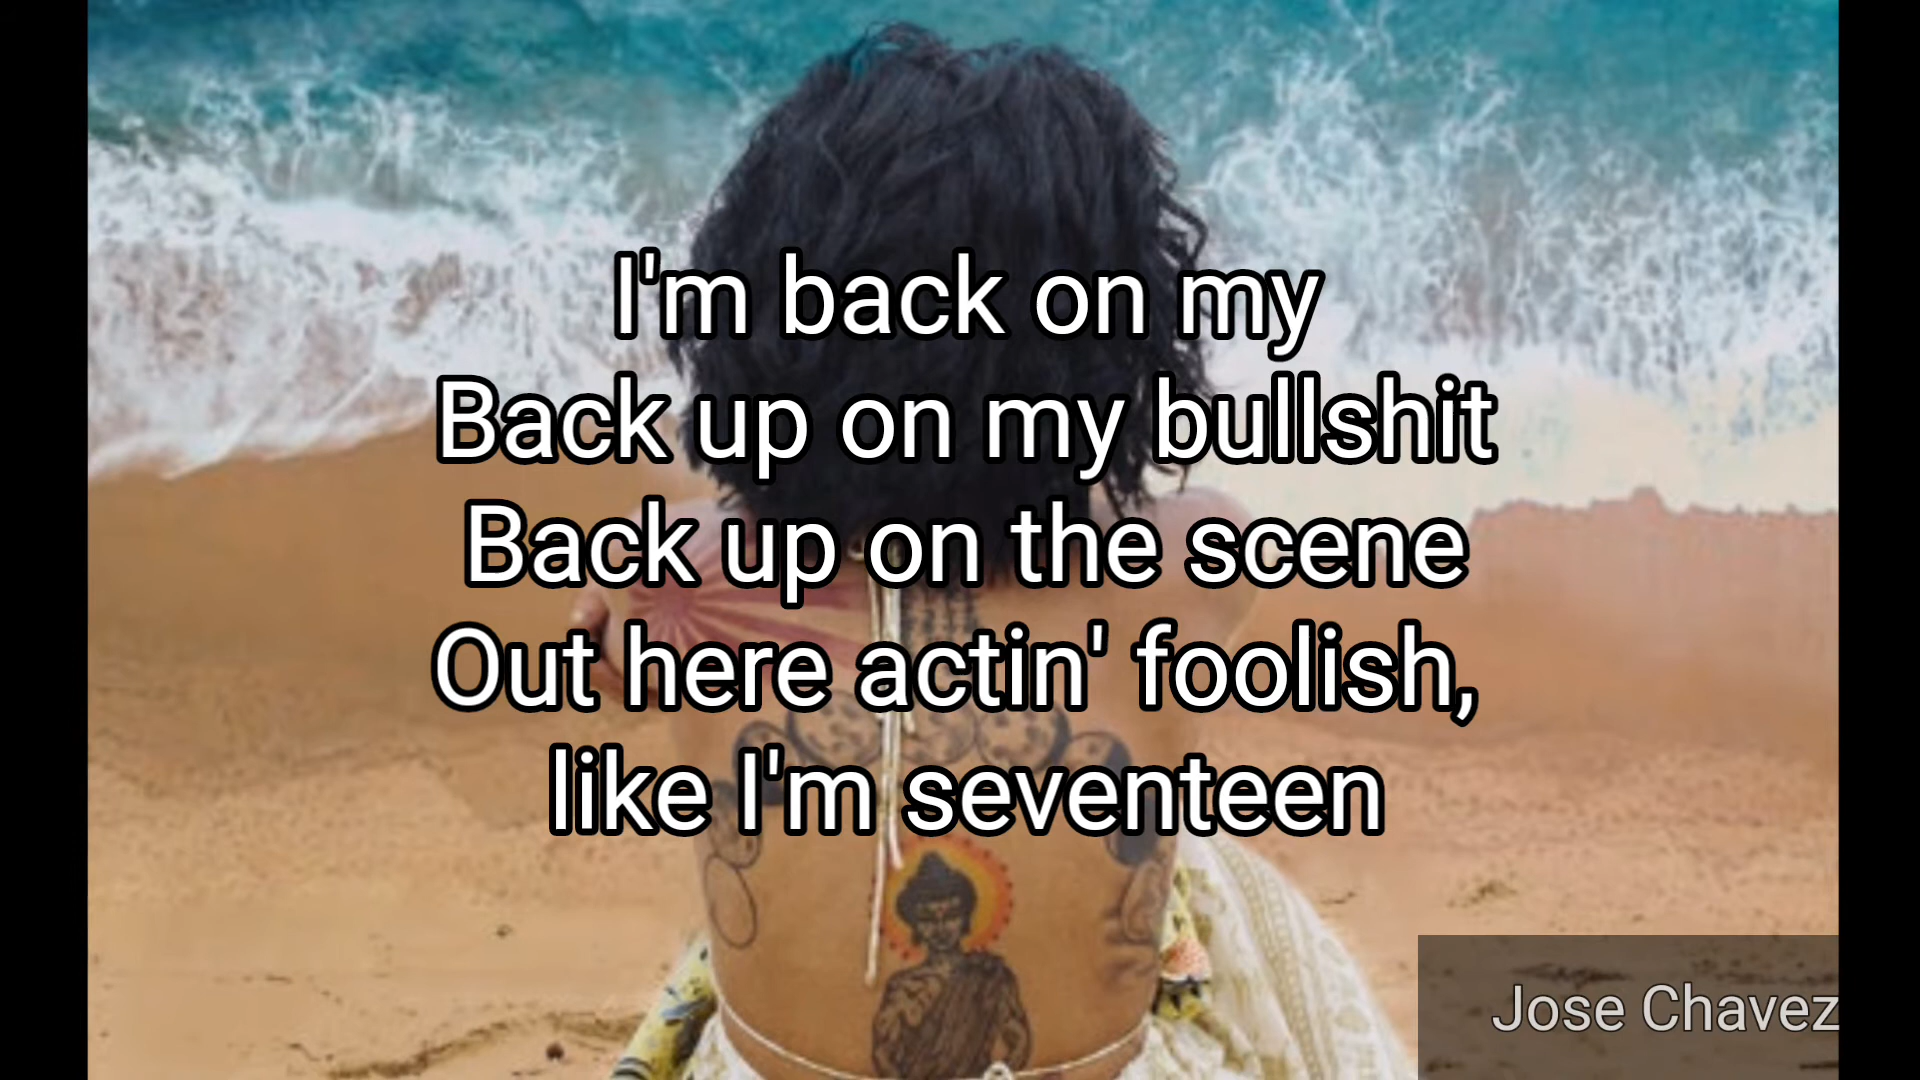 I'm back on my
Back up on my bullshit
Back up on the scene
Out here actin' foolish,
like I'm seventeen
Jose Chavez